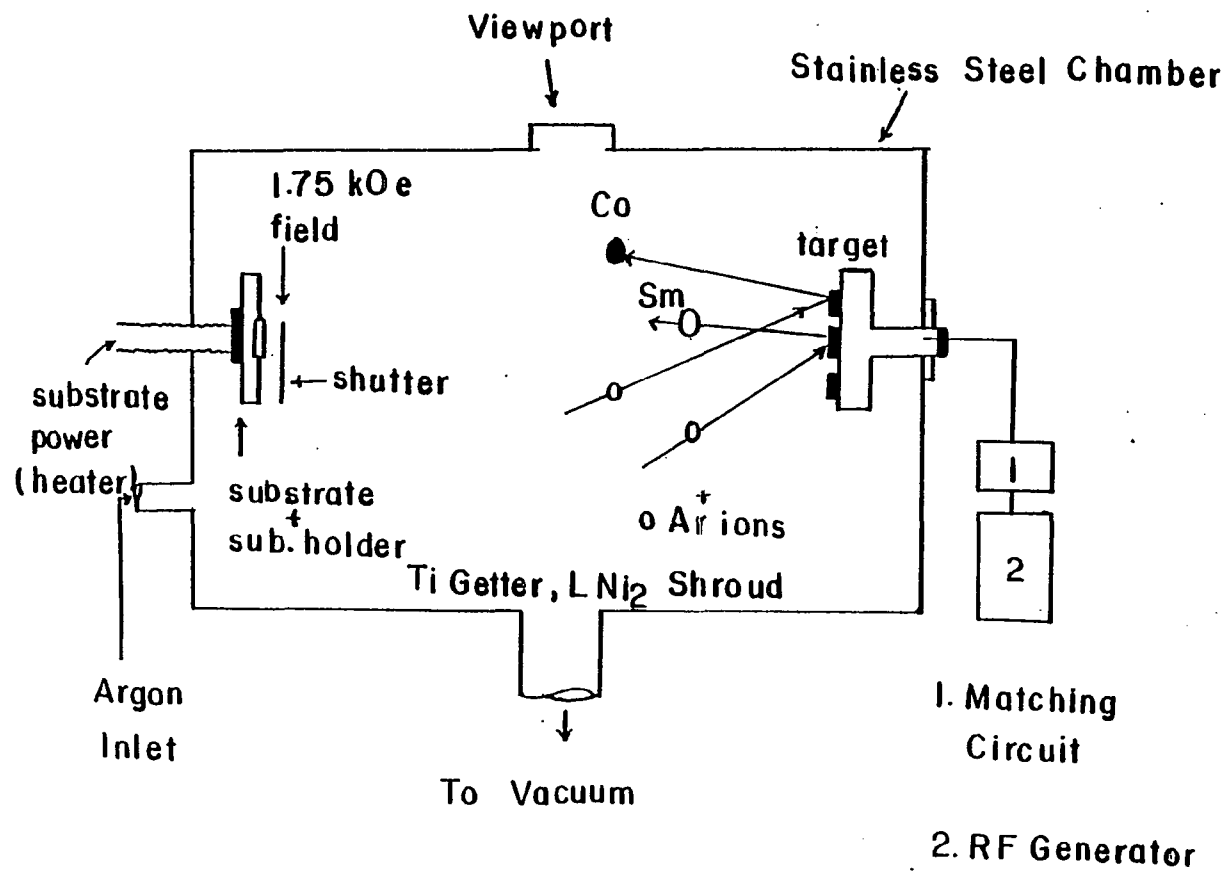 Viewport
Stainless Steel Chamber
1.75 kOe
field
Co
target
Sm
shutter
substrate
power
(heater)
substrate
+
sub. holder
o Ar+ ions
Ti Getter, LNi2 Shroud
1
2
Argon
Inlet
To Vacuum
1. Matching
Circuit
2. RF Generator